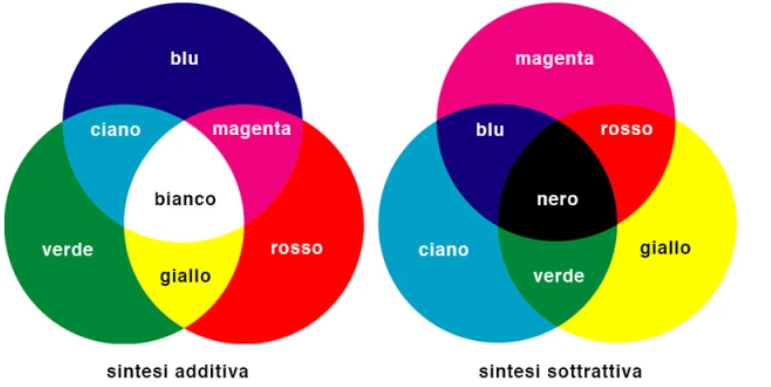 blu
ciano
magenta
bianco
verde
rosso
giallo
sintesi additiva
magenta
blu
rosso
nero
ciano
giallo
verde
sintesi sottrattiva